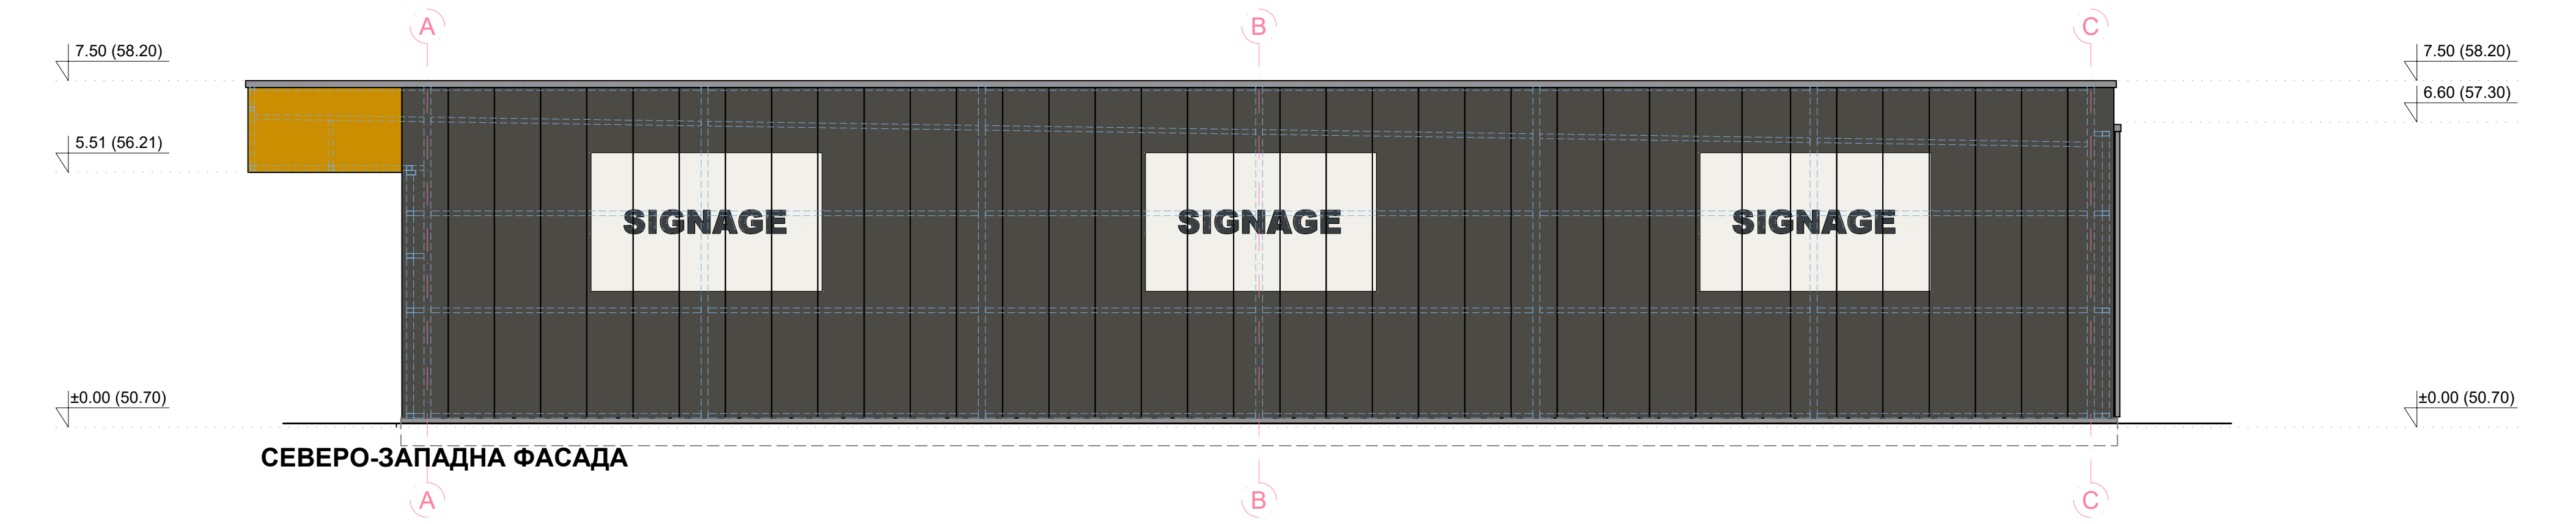 A B C
7.50 (58.20) 7.50 (58.20)
6.60 (57.30)
5.51 (56.21)
SIGNAGE SIGNAGE SIGNAGE
±0.00 (50.70) ±0.00 (50.70)
СЕВЕРО-ЗАПАДНА ФАСАДА
A B C